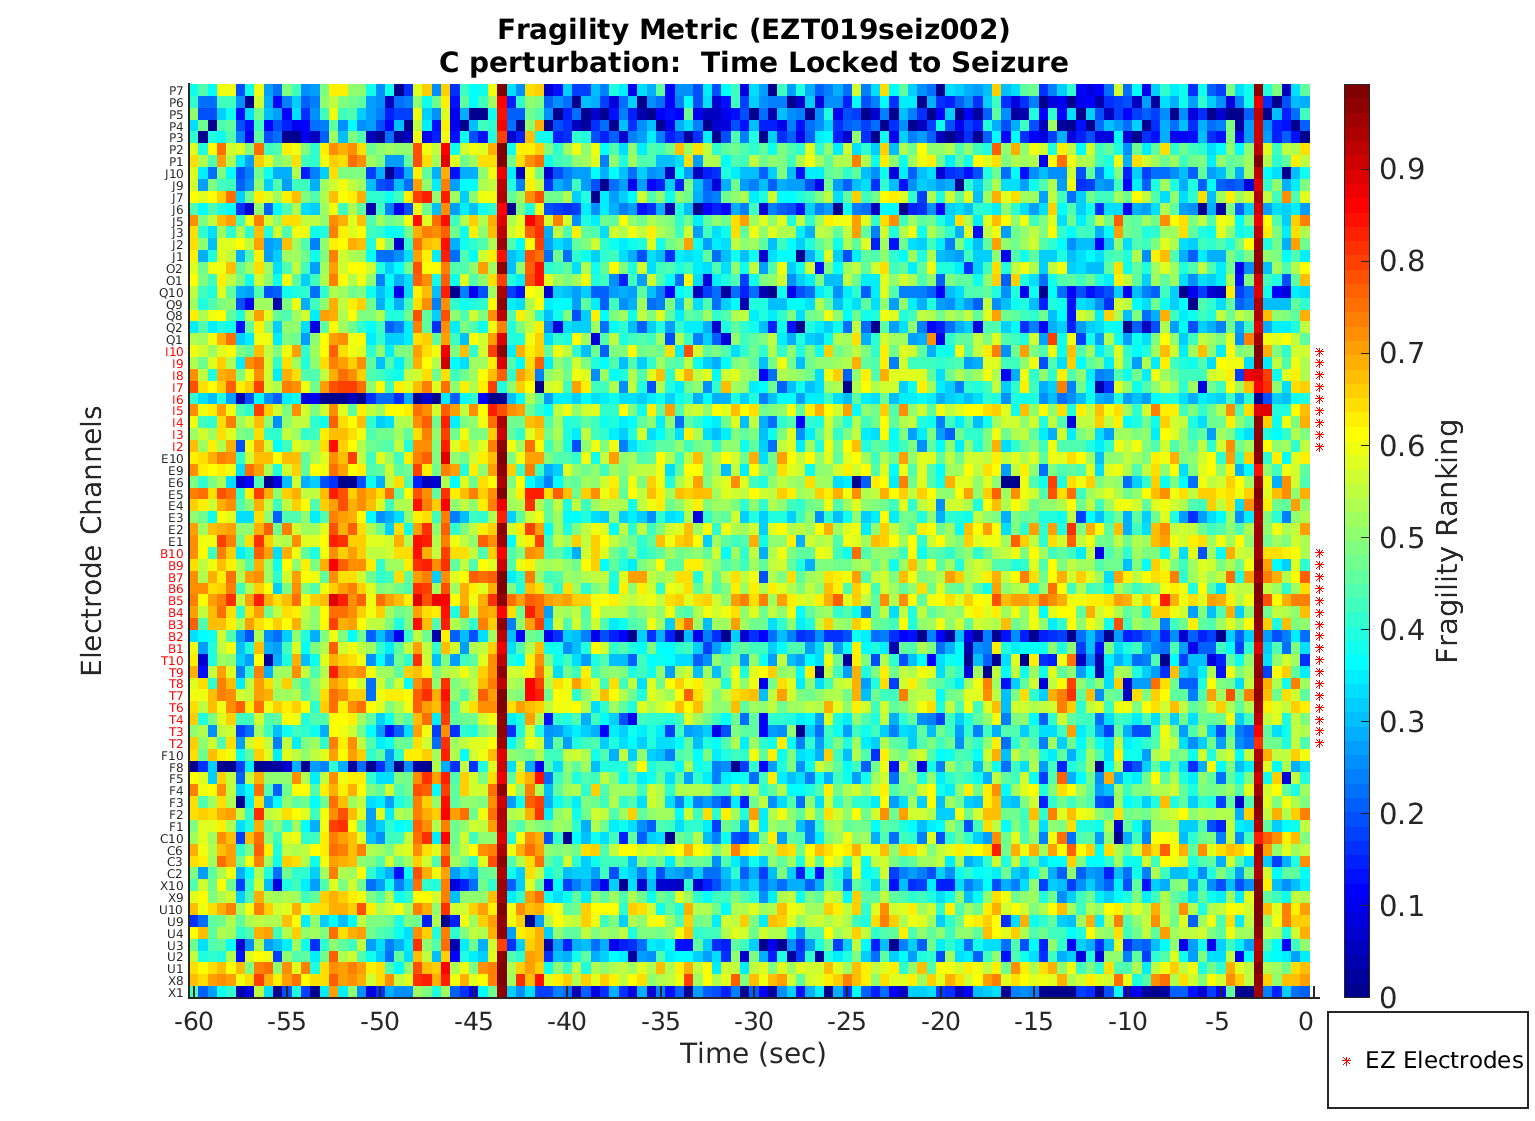 Fragility Metric (EZT019seiz002)
C perturbation: Time Locked to Seizure
Electrode Channels
P7
P6
P5
P4
P3
P2
P1
J10
J9
J7
J6
J5
J3
J2
J1
O2
O1
Q10
Q9
Q8
Q2
Q1
I10
I9
I8
I7
I6
I5
I4
I3
I2
E10
E9
E6
E5
E4
E3
E2
E1
B10
B9
B7
B6
B5
B4
B3
B2
B1
T10
T9
T8
T7
T6
T4
T3
T2
F10
F8
F5
F4
F3
F2
F1
C10
C6
C3
C2
X10
X9
U10
U9
U4
U3
U2
U1
X8
X1
-60 -55 -50 -45 -40 -35 -30 -25 -20 -15 -10 -5 0
Time (sec)
0.9
0.8
0.7
0.6
0.5
0.4
0.3
0.2
0.1
0
Fragility Ranking
EZ Electrodes